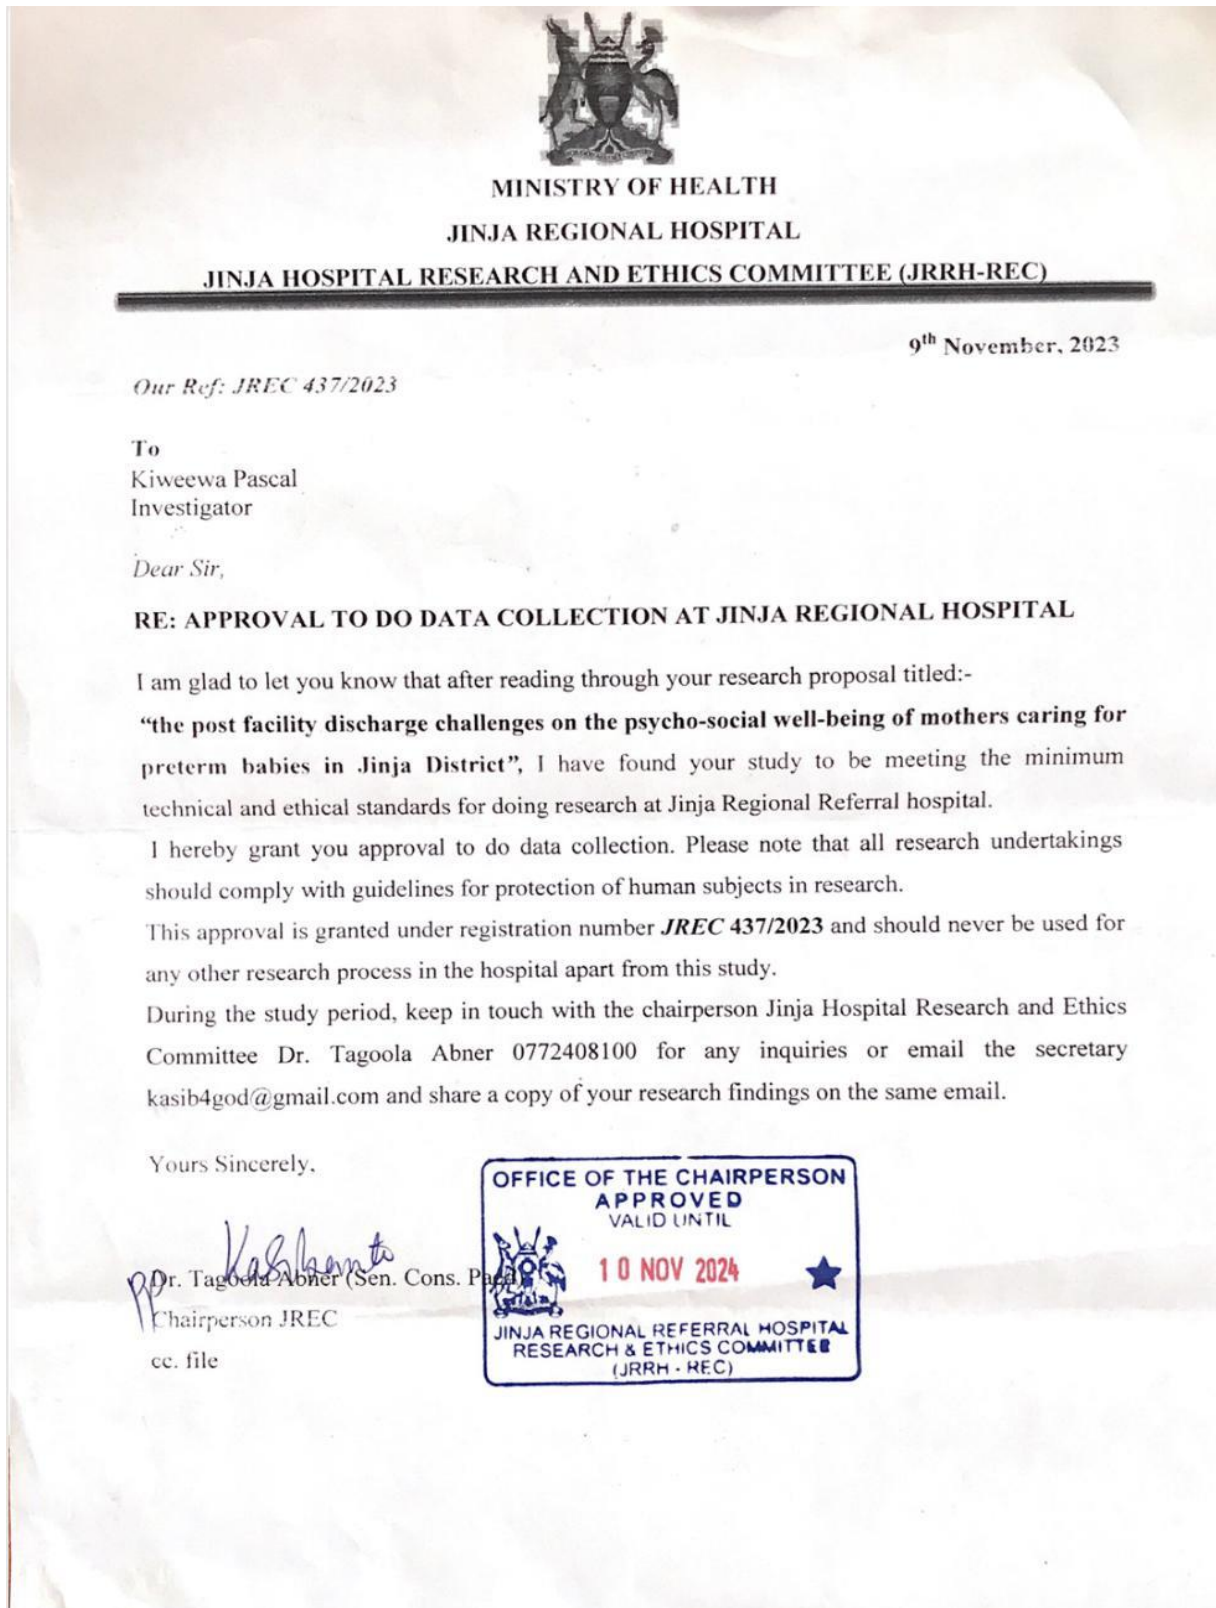 MINISTRY OF HEALTH
JINJA REGIONAL HOSPITAL
JINJA HOSPITAL RESEARCH AND ETHICS COMMITTEE (JRRH-REC)
9th November, 2023
Our Ref: JREC 437/2023
To
Kiweewa Pascal
Investigator
Dear Sir,
RE: APPROVAL TO DO DATA COLLECTION AT JINJA REGIONAL HOSPITAL
I am glad to let you know that after reading through your research proposal titled:-
“the post facility discharge challenges on the psycho-social well-being of mothers caring for
preterm babies in Jinja District”, I have found your study to be meeting the minimum
technical and ethical standards for doing research at Jinja Regional Referral hospital.
I hereby grant you approval to do data collection. Please note that all research undertakings
should comply with guidelines for protection of human subjects in research.
This approval is granted under registration number JREC 437/2023 and should never be used for
any other research process in the hospital apart from this study.
During the study period, keep in touch with the chairperson Jinja Hospital Research and Ethics
Committee Dr. Tagoola Abner 0772408100 for any inquiries or email the secretary
kasib4god@gmail.com and share a copy of your research findings on the same email.
Yours Sincerely,
PP Dr. Tagoola Abner (Sen. Cons.
Chairperson JREC
cc. file
OFFICE OF THE CHAIRPERSON
APPROVED
VALID UNTIL
10 NOV 2024
JINJA REGIONAL REFERRAL HOSPITAL
RESEARCH & ETHICS COMMITTEE
(JRRH - REC)